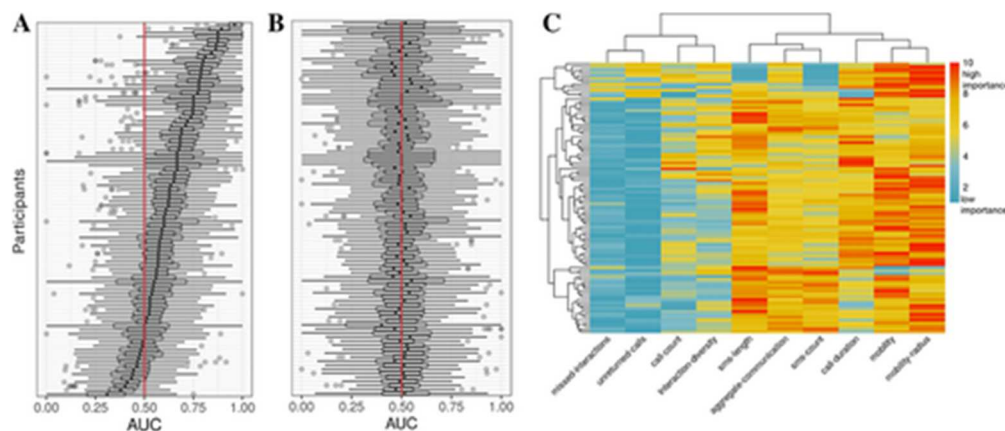 A
Participants
0.00 0.25 0.50 0.75 1.00
AUC
B
0.00 0.25 0.50 0.75 1.00
AUC
C
10
high
importance
8
6
4
2
low
importance
missed-interactions
unreturned-calls
call-count
interaction-diversity
sms-length
aggregate-communication
sms-count
call-duration
mobility
mobility-radius